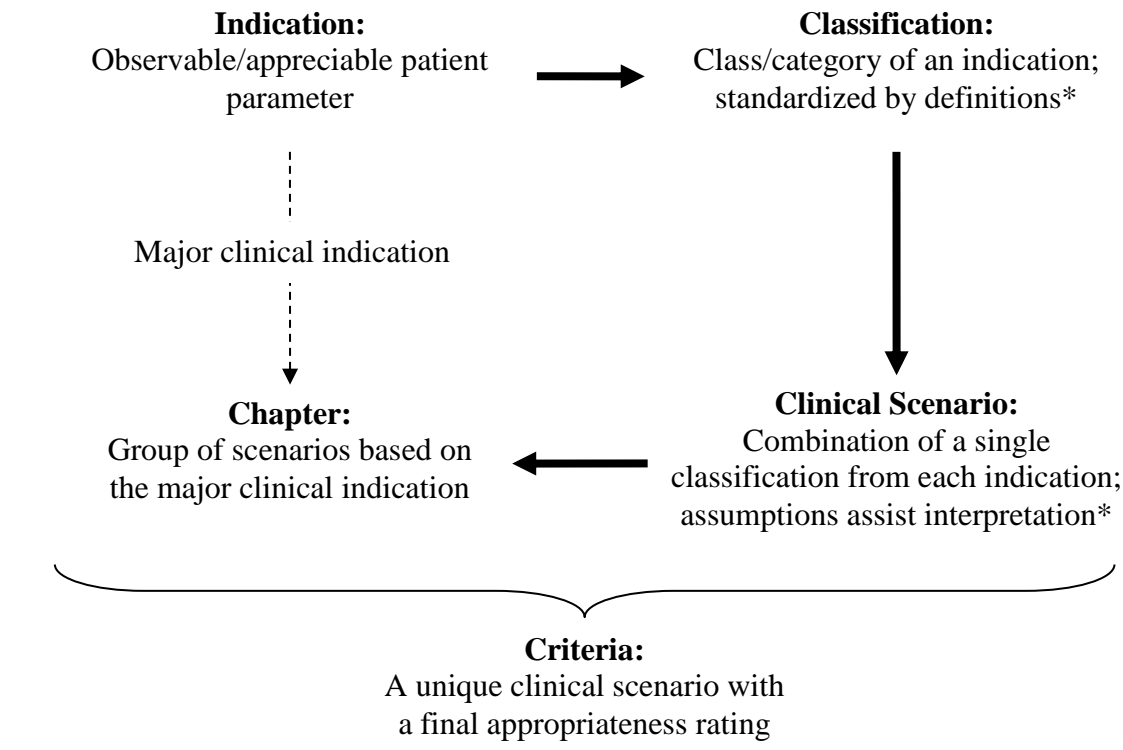 Indication:
Observable/appreciable patient
parameter
Classification:
Class/category of an indication;
standardized by definitions*
Major clinical indication
Chapter:
Group of scenarios based on
the major clinical indication
Clinical Scenario:
Combination of a single
classification from each indication;
assumptions assist interpretation*
Criteria:
A unique clinical scenario with
a final appropriateness rating